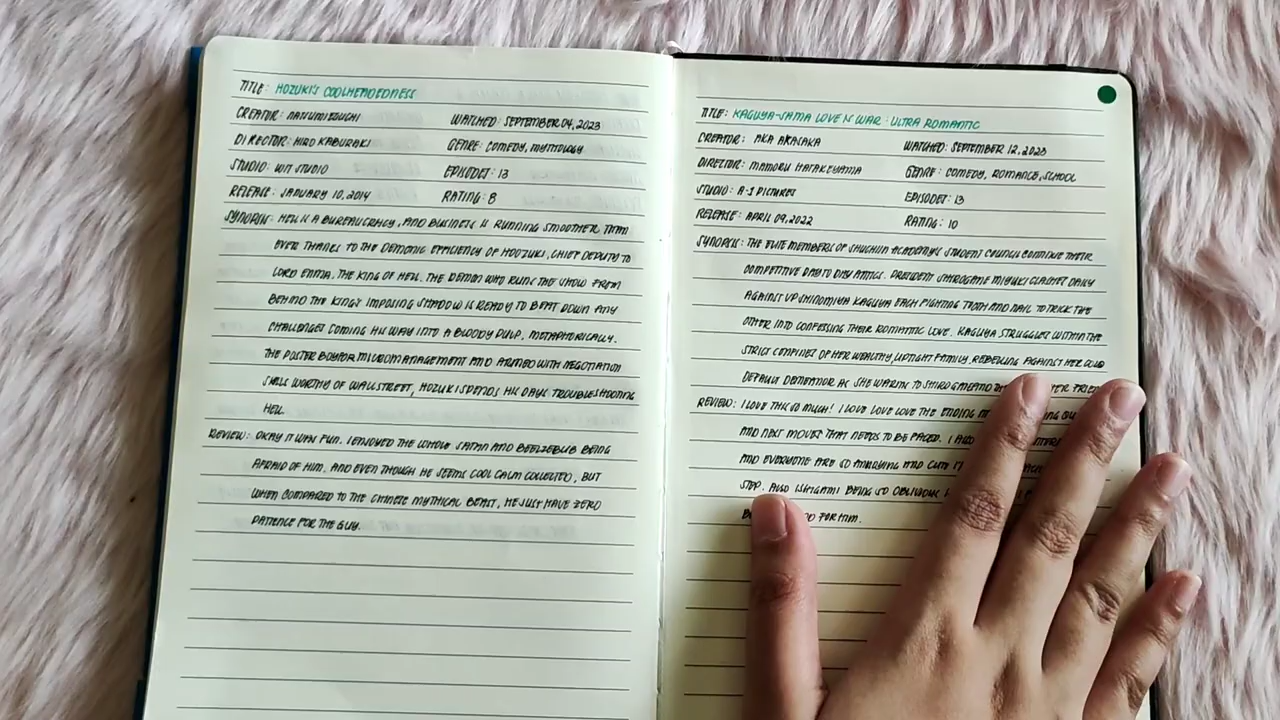 TITLE: HOZUKI'S COOLHEADEDNESS
CREATOR: NATSUMI EGUCHI WATCHED: SEPTEMBER 04, 2023
DIRECTOR: HIRO KABURAKI GENRE: COMEDY, MYTHOLOGY
STUDIO: WIT STUDIO EPISODES: 13
RELEASE: JANUARY 10, 2014 RATING: 8
SYNOPSIS: HELL IS A BUREAUCRACY, AND BUSINESS IS RUNNING SMOOTHER THAN
EVER THANKS TO THE DEMONIC EFFICIENCY OF HOOZUKI, CHIEF DEPUTY TO
LORD ENMA. THE KING OF HELL. THE DEMON WHO RUNS THE SHOW FROM
BEHIND THE KING'S IMPOSING SHADOW IS READY TO BEAT DOWN ANY
CHALLENGES COMING HIS WAY INTO A BLOODY PULP, METAPHORICALLY.
THE POSTER BOY FOR MICROMANAGEMENT AND ARMED WITH NEGOTIATION
SKILLS WORTHY OF WALLSTREET, HOZUKI SPENDS HIS DAYS TROUBLESHOOTING
HELL.
REVIEW: OKAY IT WAS FUN. I ENJOYED THE WHOLE SATAN AND BEEZELBUB BEING
AFRAID OF HIM. AND EVEN THOUGH HE SEEMS COOL CALM COLLECTED, BUT
WHEN COMPARED TO THE CHINESE MYTHICAL BEAST, HE JUST HAVE ZERO
PATIENCE FOR THE GUY.
TITLE: KAGUYA-SAMA LOVE IS WAR: ULTRA ROMANTIC
CREATOR: AKA AKASAKA WATCHED: SEPTEMBER 12, 2023
DIRECTOR: MAMORU HATAKEYAMA GENRE: COMEDY, ROMANCE, SCHOOL
STUDIO: A-1 PICTURES EPISODES: 13
RELEASE: APRIL 09, 2022 RATING: 10
SYNOPSIS: THE ELITE MEMBERS OF SHUCHIIN ACADEMY'S STUDENT COUNCIL CONTINUE THEIR
COMPETITIVE DAY TO DAY ANTICS. PRESIDENT SHIROGANE MIYUKI CLASHES DAILY
AGAINST VP SHINOMIYA KAGUYA EACH FIGHTING TOOTH AND NAIL TO TRICK THE
OTHER INTO CONFESSING THEIR ROMANTIC LOVE. KAGUYA STRUGGLES WITHIN THE
STRICT CONFINES OF HER WEALTHY, UPTIGHT FAMILY, REBELLING AGAINST HER COLD
DEFAULT DEMEANOR AS SHE WARMS TO SHIROGANE AND HER FRIEN
REVIEW: I LOVE THIS SO MUCH! I LOVE LOVE LOVE THE ENDING
AND NEXT MOVES THAT NEEDS TO BE PACED. I ALSO
AND EVERYONE ARE SO ANNOYING AND CUTE
STOP. ALSO ISHIGAMI BEING SO OBLIVIOUS
FOR HIM.